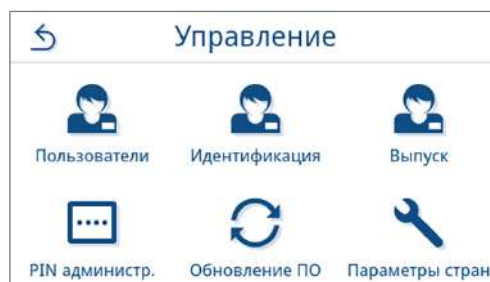 Управление
Пользователи Идентификация Выпуск
PIN администр. Обновление ПО Параметры стран